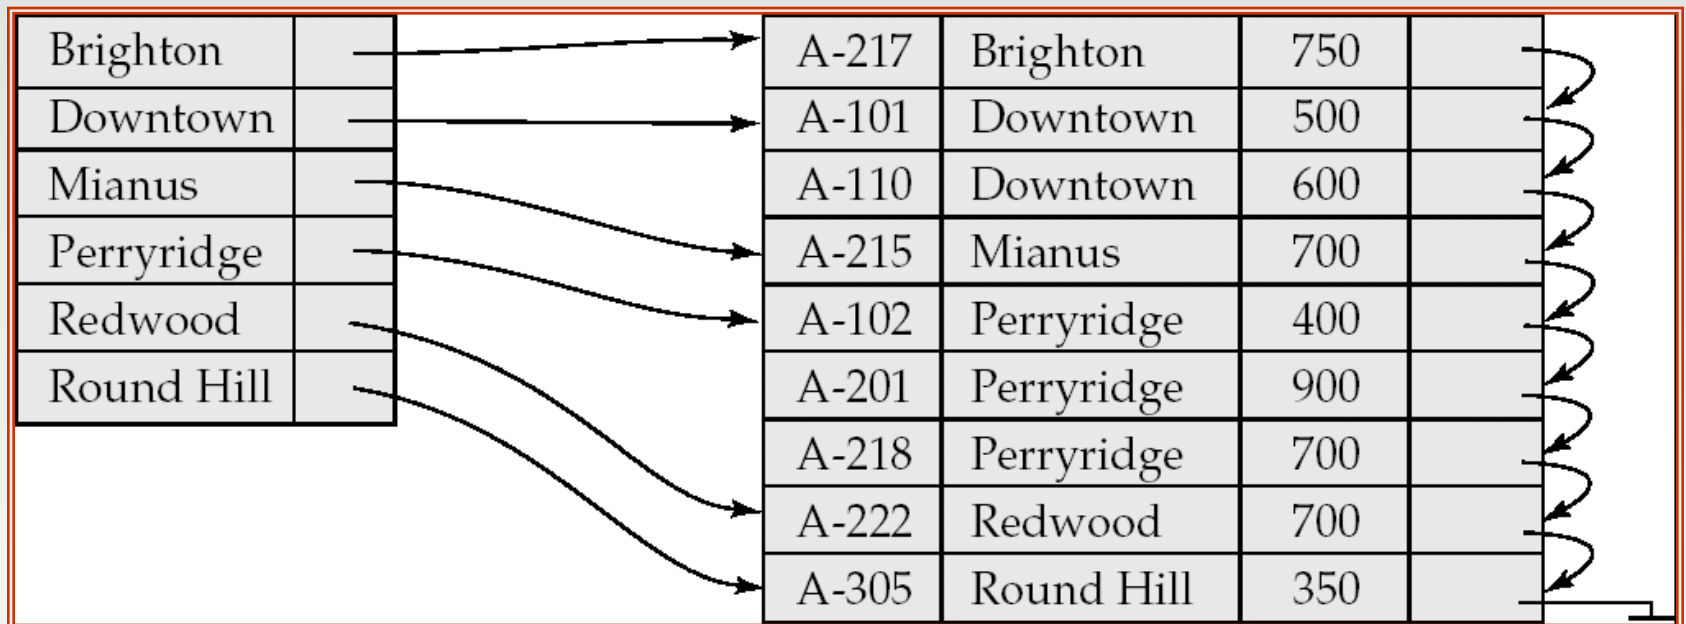 Brighton
Downtown
Mianus
Perryridge
Redwood
Round Hill
A-217 Brighton 750
A-101 Downtown 500
A-110 Downtown 600
A-215 Mianus 700
A-102 Perryridge 400
A-201 Perryridge 900
A-218 Perryridge 700
A-222 Redwood 700
A-305 Round Hill 350